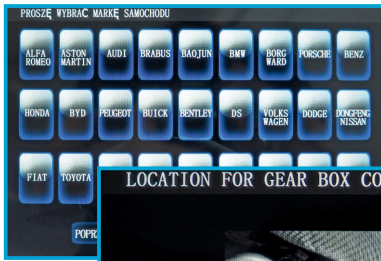 PROSZĘ WYBRAĆ MARKĘ SAMOCHODU
ALFA ROMEO
ASTON MARTIN
AUDI
BRABUS
BAOJUN
BMW
BORG WARD
PORSCHE
BENZ
HONDA
BYD
PEUGEOT
BUICK
BENTLEY
DS
VOLKS WAGEN
DODGE
DONGFENG NISSAN
FIAT
TOYOTA
POPRZ
LOCATION FOR GEAR BOX CO